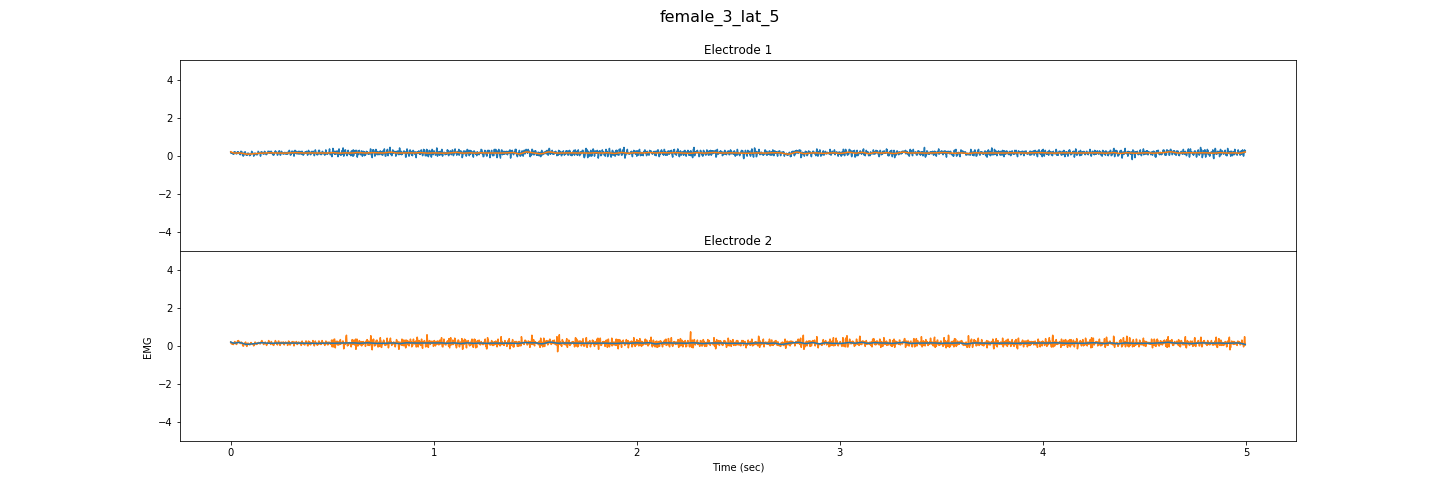 female_3_lat_5
Electrode 1
4
2
0
−2
−4
Electrode 2
4
2
0
−2
−4
EMG
0 1 2 3 4 5
Time (sec)